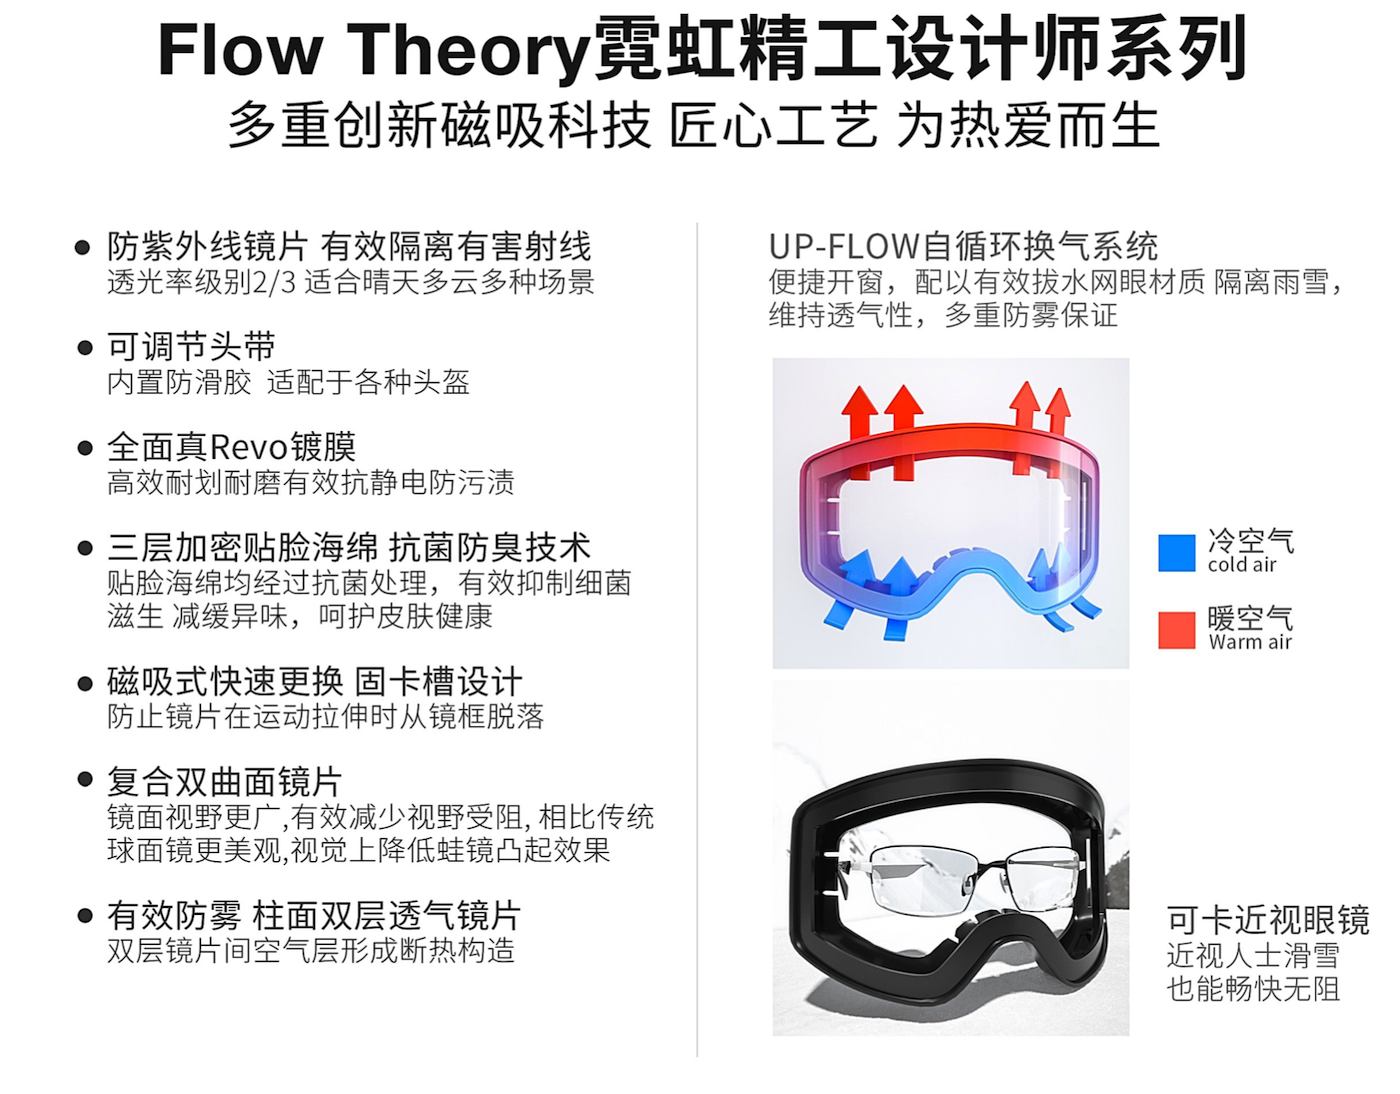 Flow Theory霓虹精工设计师系列
多重创新磁吸科技 匠心工艺 为热爱而生
防紫外线镜片 有效隔离有害射线
透光率级别2/3 适合晴天多云多种场景
可调节头带
内置防滑胶 适配于各种头盔
全面真Revo镀膜
高效耐划耐磨有效抗静电防污渍
三层加密贴脸海绵 抗菌防臭技术
贴脸海绵均经过抗菌处理，有效抑制细菌
滋生 减缓异味，呵护皮肤健康
磁吸式快速更换 固卡槽设计
防止镜片在运动拉伸时从镜框脱落
复合双曲面镜片
镜面视野更广,有效减少视野受阻, 相比传统
球面镜更美观,视觉上降低蛙镜凸起效果
有效防雾 柱面双层透气镜片
双层镜片间空气层形成断热构造
UP-FLOW自循环换气系统
便捷开窗，配以有效拔水网眼材质 隔离雨雪，
维持透气性，多重防雾保证
冷空气
cold air
暖空气
Warm air
可卡近视眼镜
近视人士滑雪
也能畅快无阻